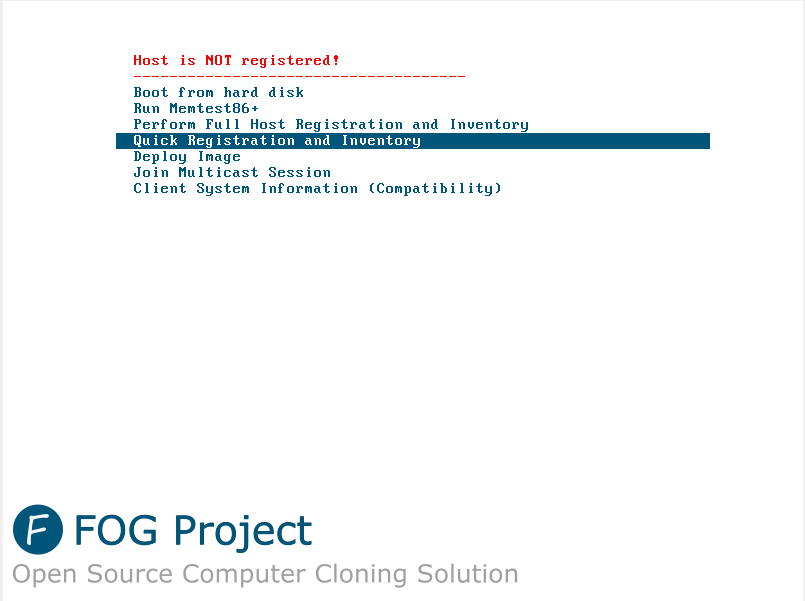 Host is NOT registered!
-------------------------------------
Boot from hard disk
Run Memtest86+
Perform Full Host Registration and Inventory
Quick Registration and Inventory
Deploy Image
Join Multicast Session
Client System Information (Compatibility)
F FOG Project
Open Source Computer Cloning Solution